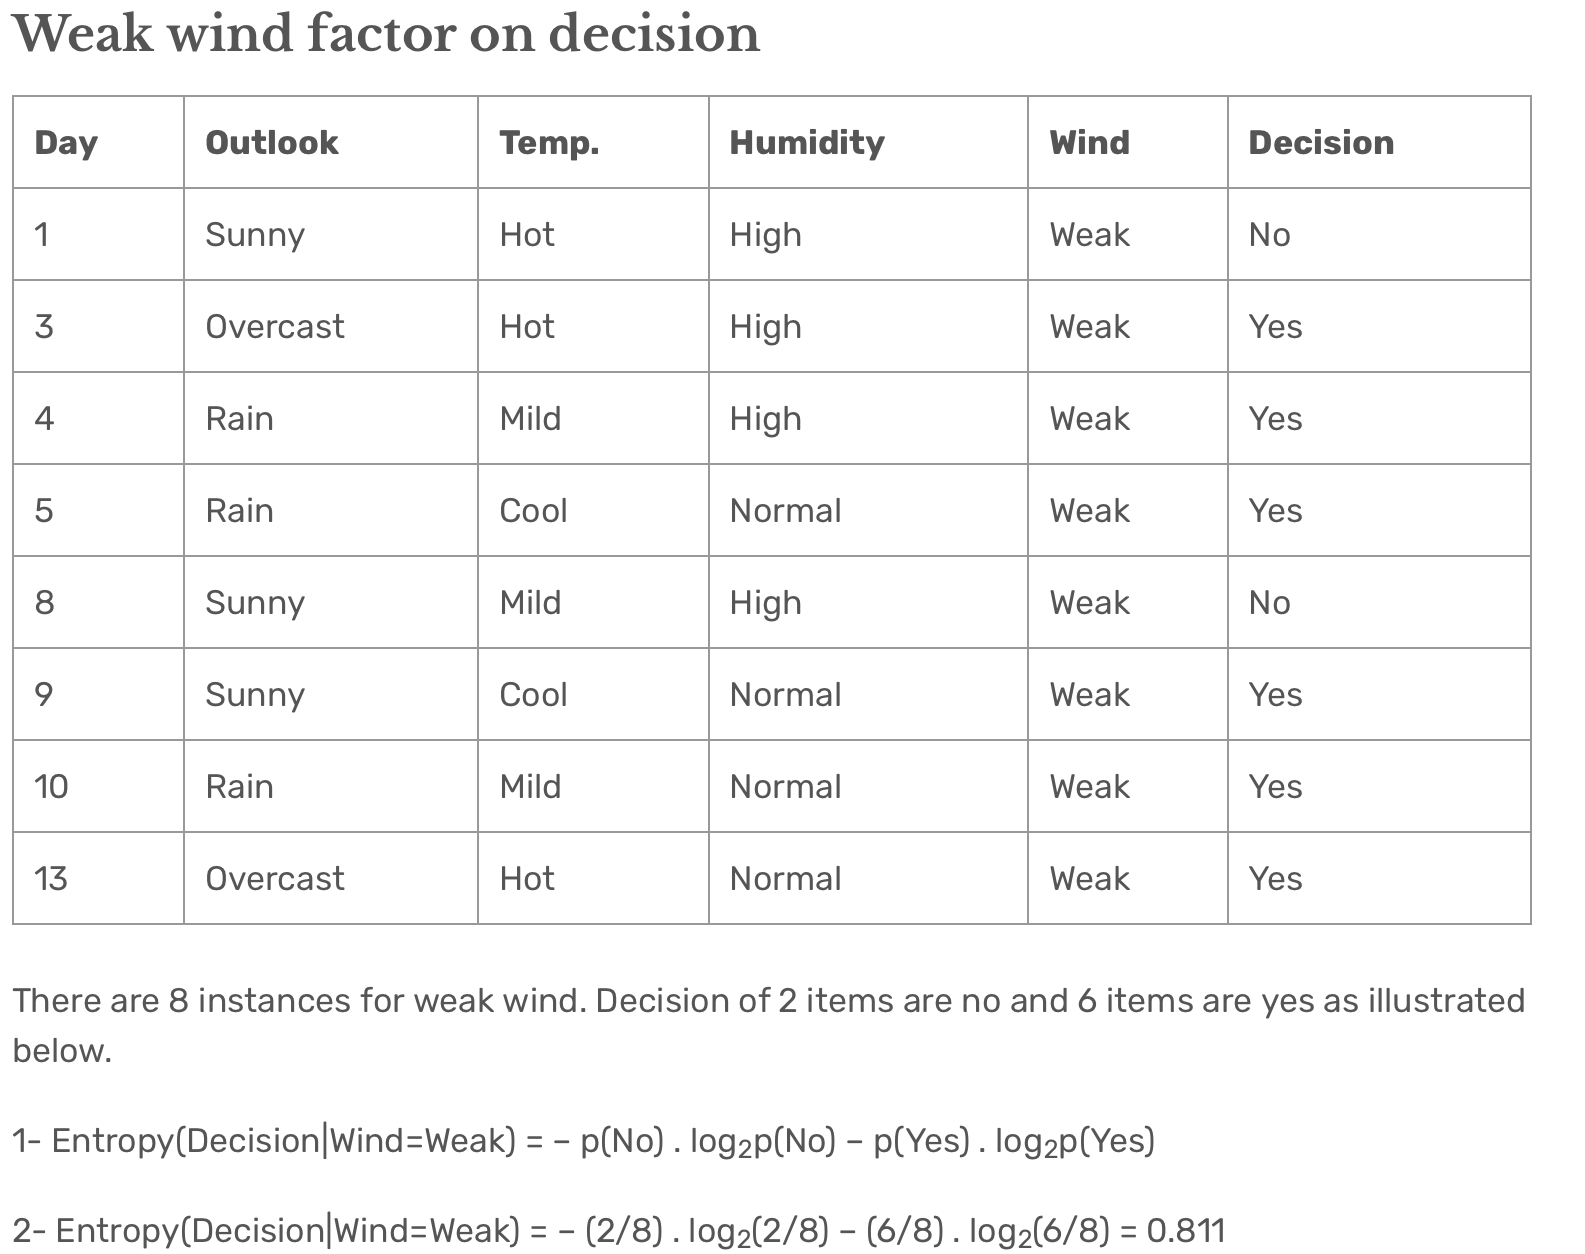 Weak wind factor on decision
Day Outlook Temp. Humidity Wind Decision
1 Sunny Hot High Weak No
3 Overcast Hot High Weak Yes
4 Rain Mild High Weak Yes
5 Rain Cool Normal Weak Yes
8 Sunny Mild High Weak No
9 Sunny Cool Normal Weak Yes
10 Rain Mild Normal Weak Yes
13 Overcast Hot Normal Weak Yes
There are 8 instances for weak wind. Decision of 2 items are no and 6 items are yes as illustrated
below.
1- Entropy(Decision|Wind=Weak) = – p(No) . log₂p(No) – p(Yes) . log₂p(Yes)
2- Entropy(Decision|Wind=Weak) = – (2/8) . log₂(2/8) – (6/8) . log₂(6/8) = 0.811